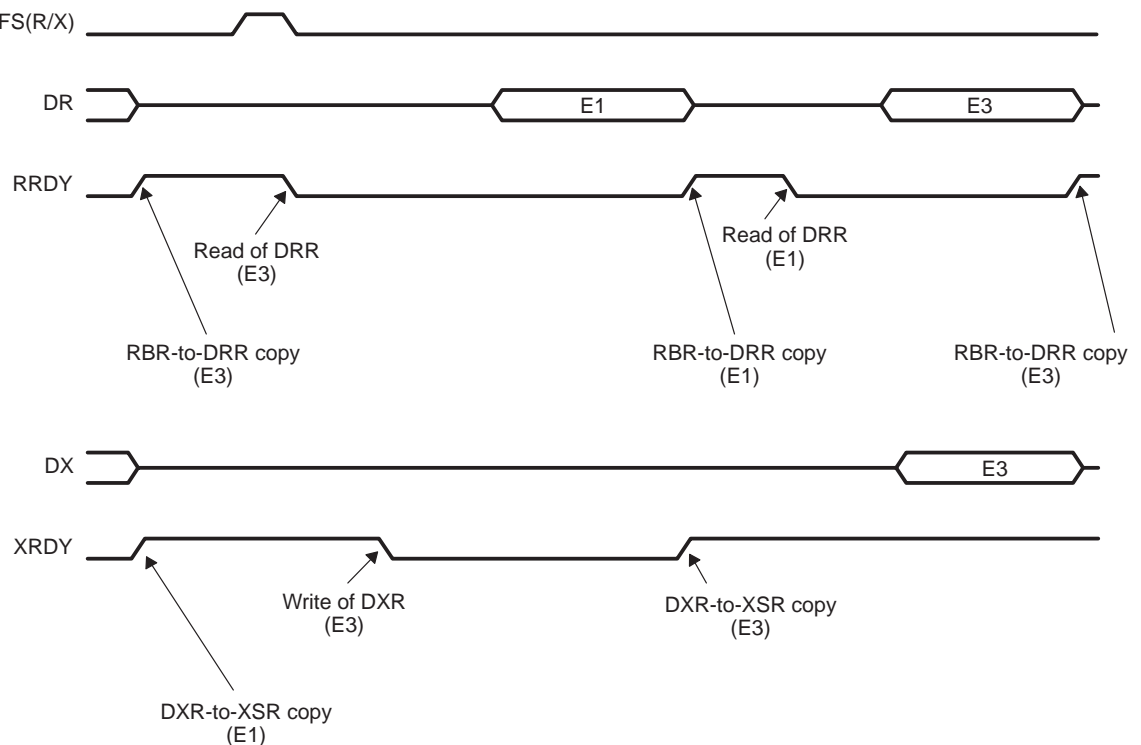 FS(R/X)
DR
E1
E3
RRDY
Read of DRR
(E3)
Read of DRR
(E1)
RBR-to-DRR copy
(E3)
RBR-to-DRR copy
(E1)
RBR-to-DRR copy
(E3)
DX
E3
XRDY
Write of DXR
(E3)
DXR-to-XSR copy
(E3)
DXR-to-XSR copy
(E1)